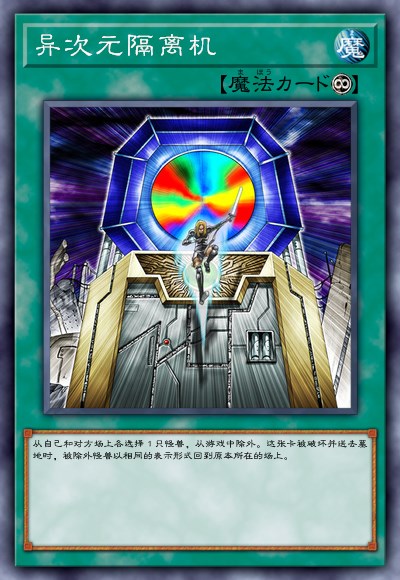 异次元隔离机
魔
【魔法カード】
まほう
从自己和对方场上各选择1只怪兽，从游戏中除外。这张卡被破坏并送去墓
地时，被除外怪兽以相同的表示形式回到原本所在的场上。